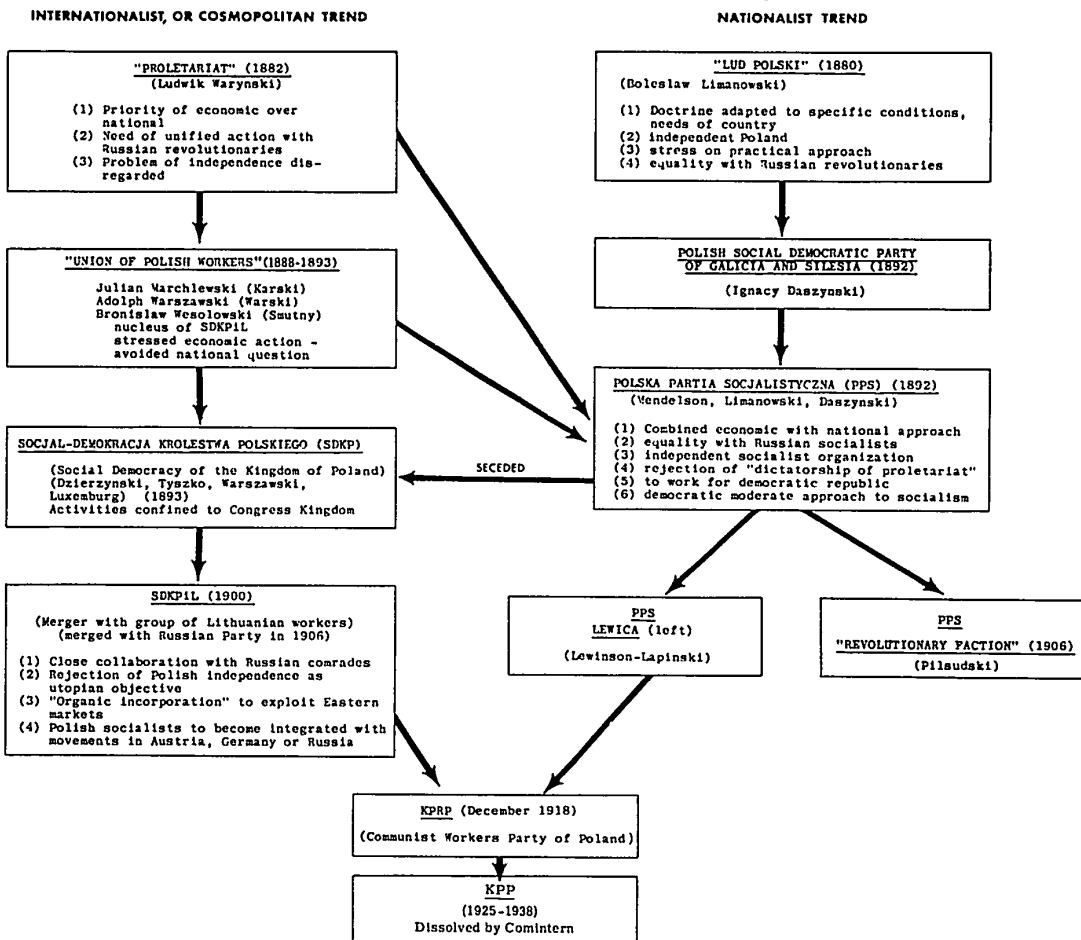 INTERNATIONALIST, OR COSMOPOLITAN TREND
NATIONALIST TREND
"PROLETARIAT" (1882)
(Ludwik Warynski)
(1) Priority of economic over
national
(2) Need of unified action with
Russian revolutionaries
(3) Problem of independence dis-
regarded
"LUD POLSKI" (1880)
(Boleslaw Limanowski)
(1) Doctrine adapted to specific conditions,
needs of country
(2) independent Poland
(3) stress on practical approach
(4) equality with Russian revolutionaries
"UNION OF POLISH WORKERS"(1888-1893)
Julian Marchlewski (Karski)
Adolph Warszawski (Warski)
Bronislaw Wesolowski (Smutny)
nucleus of SDKPiL
stressed economic action -
avoided national question
POLISH SOCIAL DEMOCRATIC PARTY
OF GALICIA AND SILESIA (1892)
(Ignacy Daszynski)
POLSKA PARTIA SOCJALISTYCZNA (PPS) (1892)
(Mendelson, Limanowski, Daszynski)
(1) Combined economic with national approach
(2) equality with Russian socialists
(3) independent socialist organization
(4) rejection of "dictatorship of proletariat"
(5) to work for democratic republic
(6) democratic moderate approach to socialism
SECEDED
SOCJAL-DEMOKRACJA KROLESTWA POLSKIEGO (SDKP)
(Social Democracy of the Kingdom of Poland)
(Dzierzynski, Tyszko, Warszawski,
Luxemburg) (1893)
Activities confined to Congress Kingdom
SDKPiL (1900)
(Merger with group of Lithuanian workers)
(merged with Russian Party in 1906)
(1) Close collaboration with Russian comrades
(2) Rejection of Polish independence as
utopian objective
(3) "Organic incorporation" to exploit Eastern
markets
(4) Polish socialists to become integrated with
movements in Austria, Germany or Russia
PPS
LEWICA (left)
(Lewinson-Lapinski)
PPS
"REVOLUTIONARY FACTION" (1906)
(Pilsudski)
KPRP (December 1918)
(Communist Workers Party of Poland)
KPP
(1925-1938)
Dissolved by Comintern